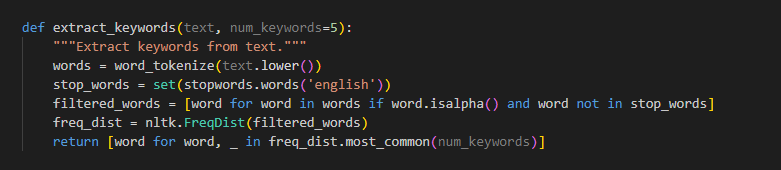 def extract_keywords(text, num_keywords=5):
    """Extract keywords from text."""
    words = word_tokenize(text.lower())
    stop_words = set(stopwords.words('english'))
    filtered_words = [word for word in words if word.isalpha() and word not in stop_words]
    freq_dist = nltk.FreqDist(filtered_words)
    return [word for word, _ in freq_dist.most_common(num_keywords)]